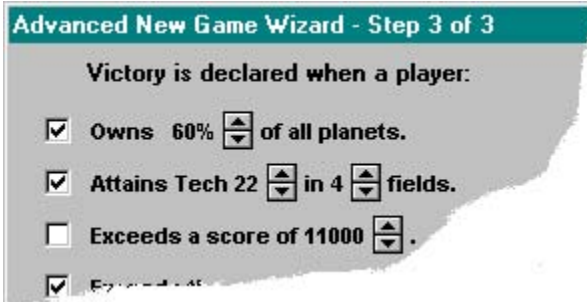 Advanced New Game Wizard - Step 3 of 3
Victory is declared when a player:
Owns 60% of all planets.
Attains Tech 22 in 4 fields.
Exceeds a score of 11000 .